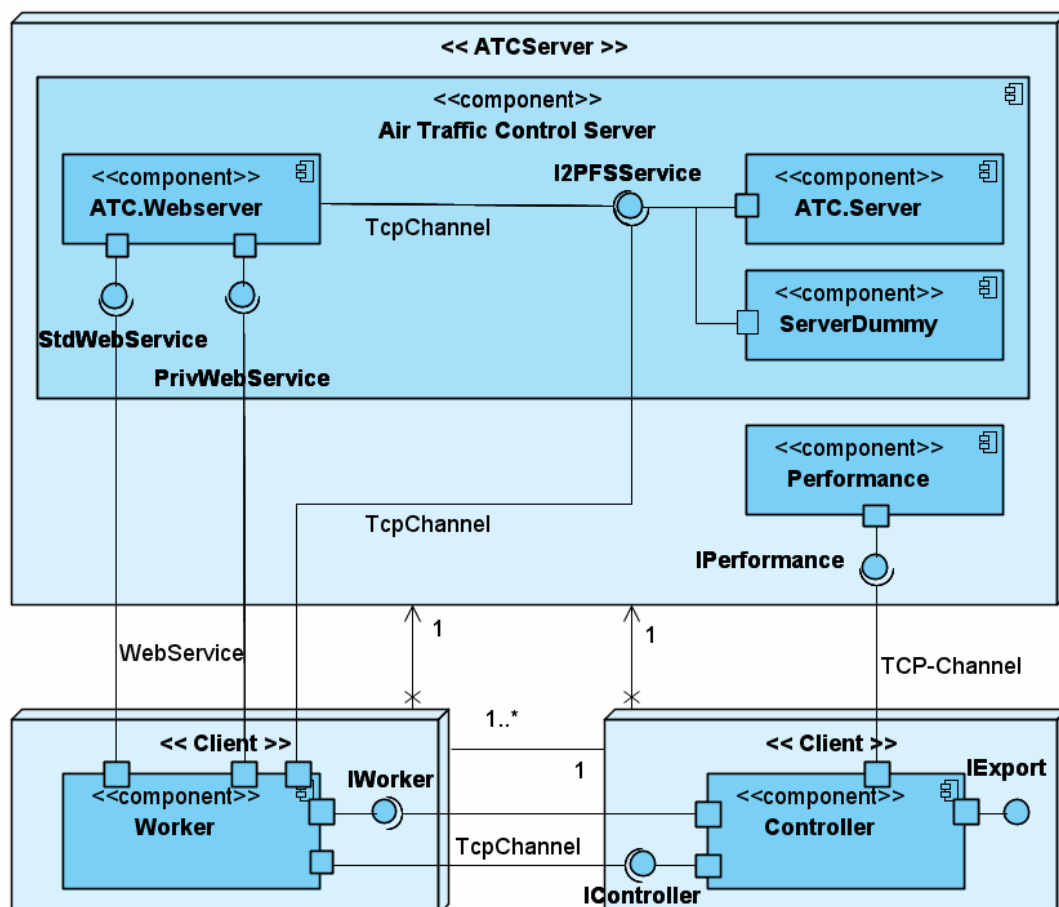 << ATCServer >>
<<component>>
Air Traffic Control Server
<<component>>
ATC.Webserver
I2PFSService
<<component>>
ATC.Server
TcpChannel
<<component>>
ServerDummy
StdWebService
PrivWebService
<<component>>
Performance
TcpChannel
IPerformance
1
1
WebService
TCP-Channel
1..*
<< Client >>
<< Client >>
1
IWorker
IExport
<<component>>
Worker
<<component>>
Controller
TcpChannel
IController